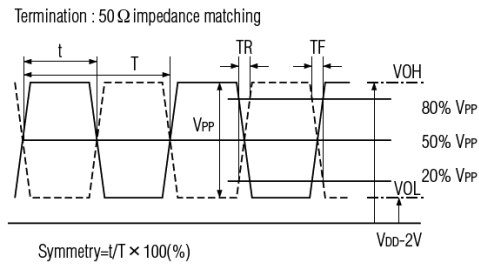 Termination : 50 Ω impedance matching
t
T
TR
TF
VOH
80% VPP
VPP
50% VPP
20% VPP
VOL
VDD-2V
Symmetry=t/T × 100(%)